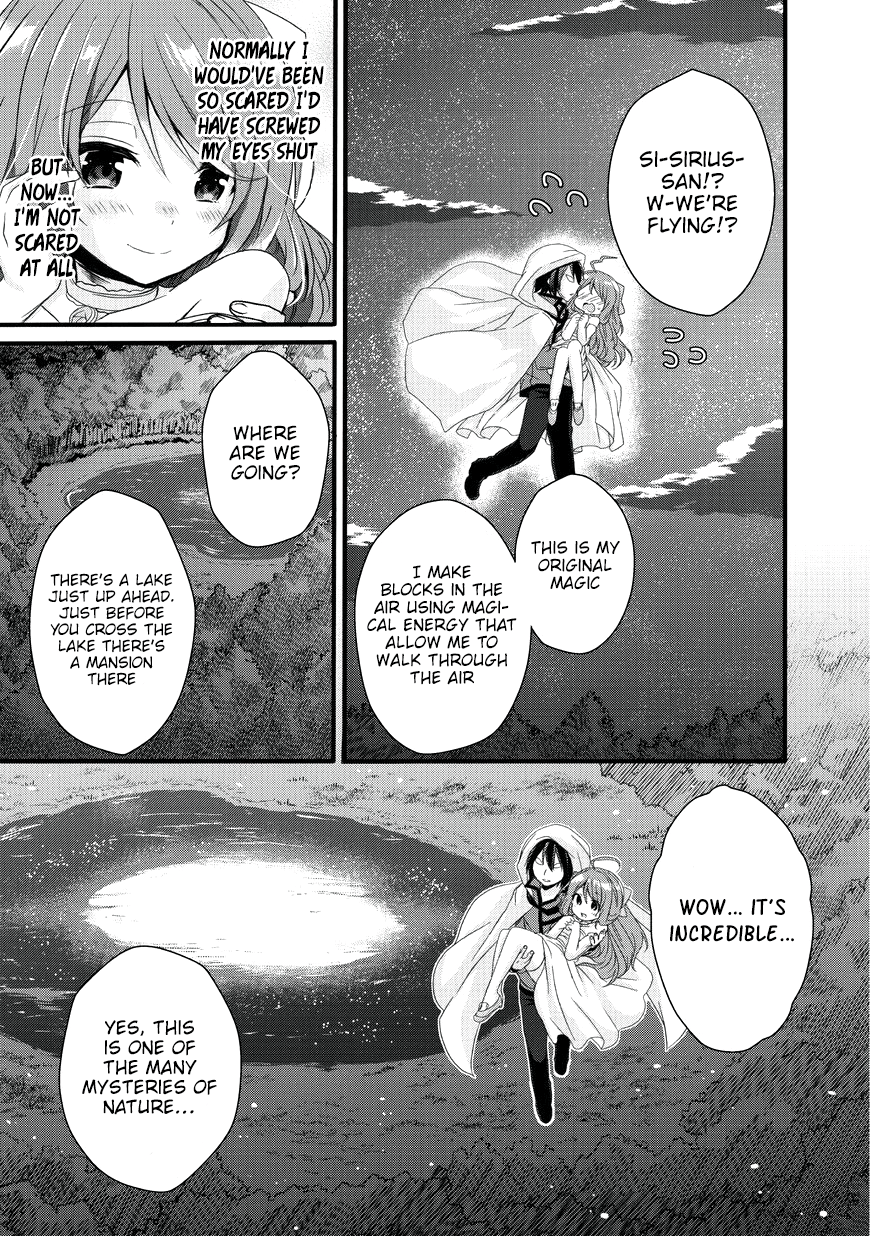 SI-SIRIUS-
SAN!?
W-WE'RE
FLYING!?
THIS IS MY
ORIGINAL
MAGIC
I MAKE
BLOCKS IN THE
AIR USING MAGI-
CAL ENERGY THAT
ALLOW ME TO
WALK THROUGH
THE AIR
NORMALLY I
WOULD'VE BEEN
SO SCARED I'D
HAVE SCREWED
MY EYES SHUT
BUT
NOW...
I'M NOT
SCARED
AT ALL
WHERE
ARE WE
GOING?
THERE'S A LAKE
JUST UP AHEAD.
JUST BEFORE
YOU CROSS THE
LAKE THERE'S
A MANSION
THERE
WOW... IT'S
INCREDIBLE...
YES, THIS
IS ONE OF
THE MANY
MYSTERIES OF
NATURE...